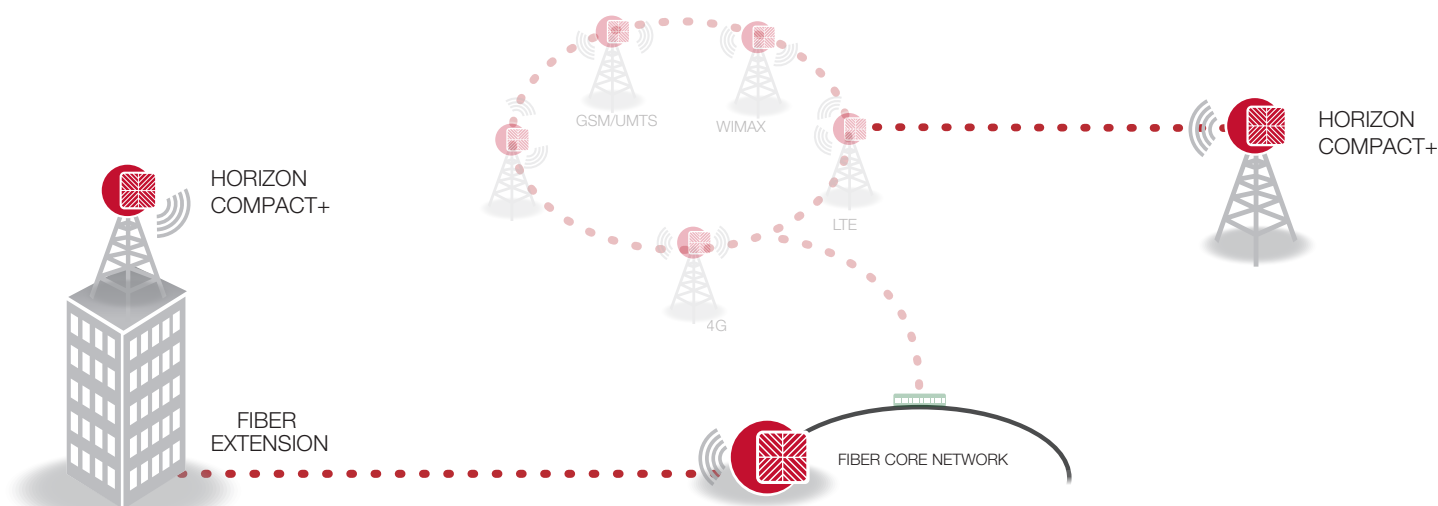 GSM/UMTS
WIMAX
HORIZON
COMPACT+
HORIZON
COMPACT+
LTE
4G
FIBER
EXTENSION
FIBER CORE NETWORK